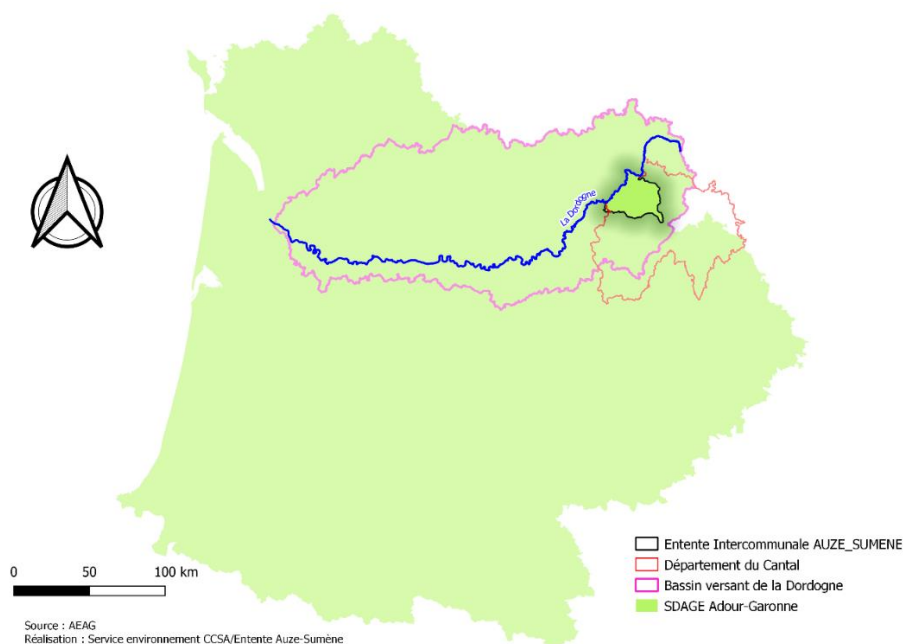 La Dordogne
0 50 100 km
Entente Intercommunale AUZE_SUMENE
Département du Cantal
Bassin versant de la Dordogne
SDAGE Adour-Garonne
Source : AEAG
Réalisation : Service environnement CCSA/Entente Auze-Sumène